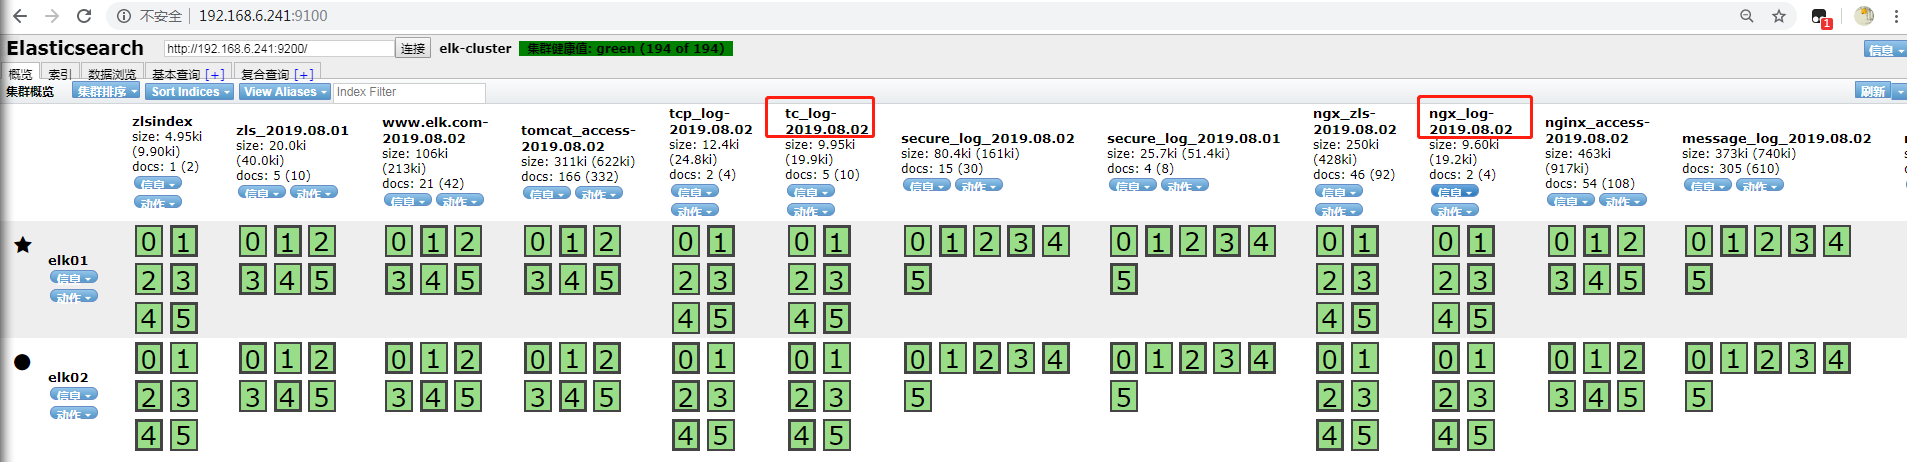 不安全 192.168.6.241:9100
1
Elasticsearch http://192.168.6.241:9200/ 连接 elk-cluster 集群健康值: green (194 of 194) 信息
概览 索引 数据浏览 基本查询 [+] 复合查询 [+]
集群概览 集群排序 Sort Indices View Aliases Index Filter 刷新
zlsindex
size: 4.95ki
(9.90ki)
docs: 1 (2)
信息
动作
zls_2019.08.01
size: 20.0ki
(40.0ki)
docs: 5 (10)
信息 动作
www.elk.com-
2019.08.02
size: 106ki
(213ki)
docs: 21 (42)
信息 动作
tomcat_access-
2019.08.02
size: 311ki (622ki)
docs: 166 (332)
信息 动作
tcp_log-
2019.08.02
size: 12.4ki
(24.8ki)
docs: 2 (4)
信息
动作
tc_log-
2019.08.02
size: 9.95ki
(19.9ki)
docs: 5 (10)
信息
动作
secure_log_2019.08.02
size: 80.4ki (161ki)
docs: 15 (30)
信息 动作
secure_log_2019.08.01
size: 25.7ki (51.4ki)
docs: 4 (8)
信息 动作
ngx_zls-
2019.08.02
size: 250ki
(428ki)
docs: 46 (92)
信息
动作
ngx_log-
2019.08.02
size: 9.60ki
(19.2ki)
docs: 2 (4)
信息
动作
nginx_access-
2019.08.02
size: 463ki
(917ki)
docs: 54 (108)
信息 动作
message_log_2019.08.02
size: 373ki (740ki)
docs: 305 (610)
信息 动作
elk01
信息
动作
0 1 0 1 2 0 1 2 0 1 2 0 1 0 1 0 1 2 3 4 0 1 2 3 4 0 1 0 1 0 1 2 0 1 2 3 4
2 3 3 4 5 3 4 5 3 4 5 2 3 2 3 5 5 2 3 2 3 3 4 5 5
4 5 4 5 4 5 4 5 4 5
elk02
信息
动作
0 1 0 1 2 0 1 2 0 1 2 0 1 0 1 0 1 2 3 4 0 1 2 3 4 0 1 0 1 0 1 2 0 1 2 3 4
2 3 3 4 5 3 4 5 3 4 5 2 3 2 3 5 5 2 3 2 3 3 4 5 5
4 5 4 5 4 5 4 5 4 5